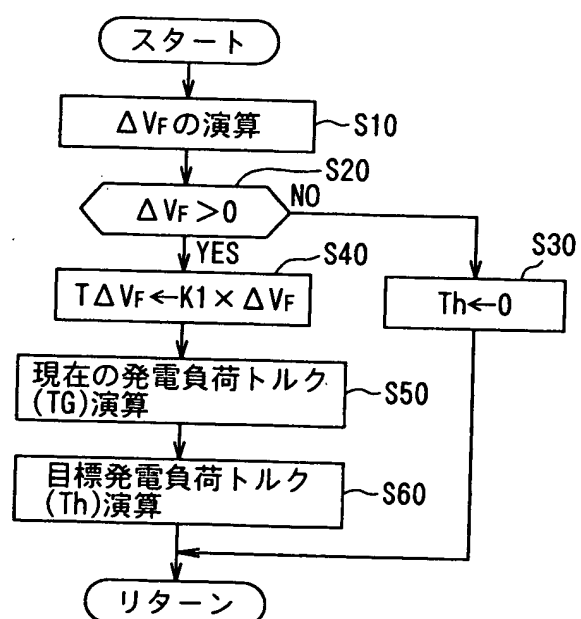 スタート
ΔVFの演算
S10
S20
ΔVF>0
NO
YES
S40
S30
TΔVF←K1×ΔVF
Th←0
現在の発電負荷トルク
(TG)演算
S50
目標発電負荷トルク
(Th)演算
S60
リターン